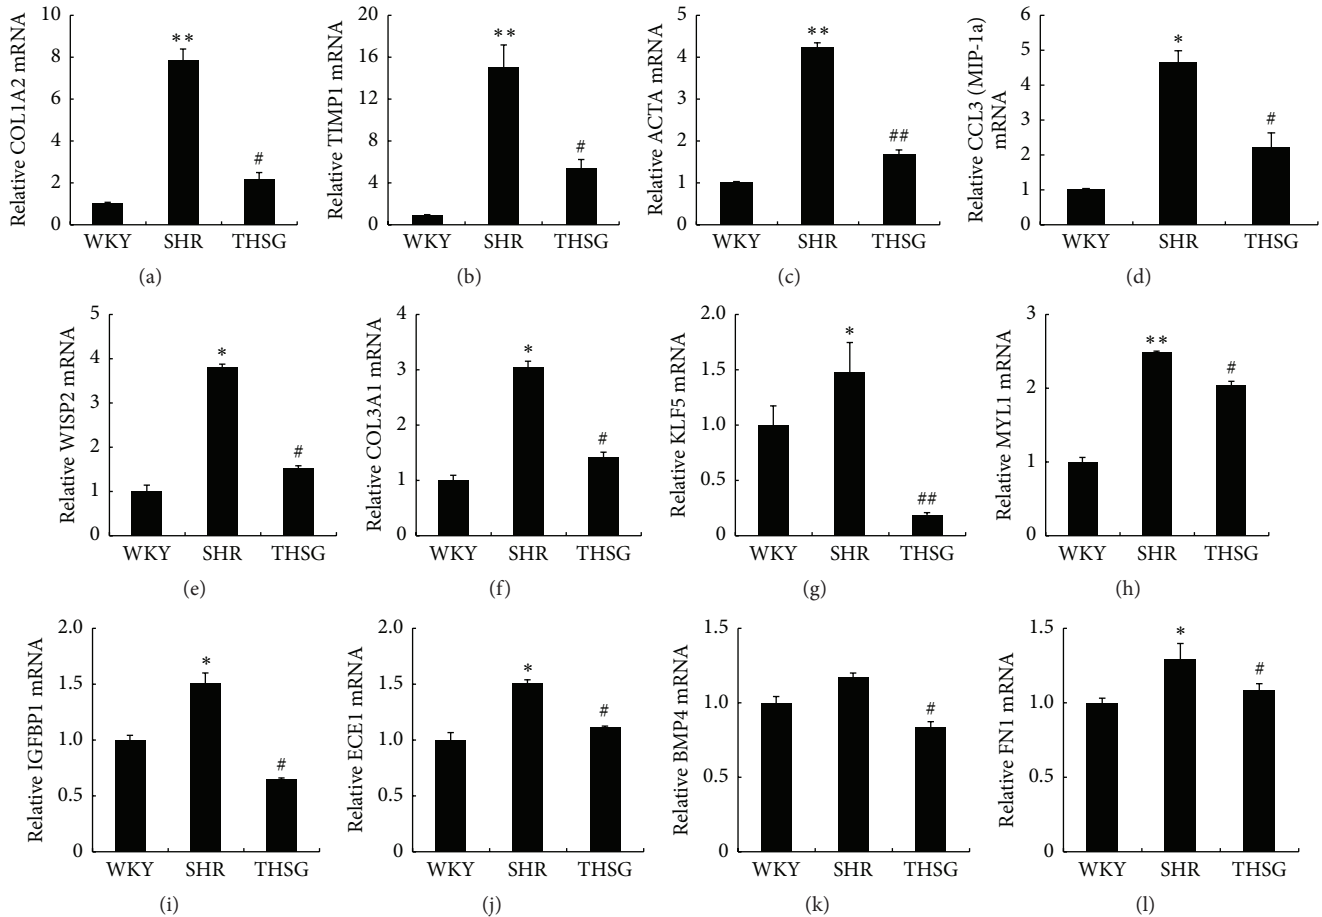 Relative COL1A2 mRNA
10
8
6
4
2
0
**
#
WKY SHR THSG
(a)
Relative TIMP1 mRNA
20
16
12
8
4
0
**
#
WKY SHR THSG
(b)
Relative ACTA mRNA
5
4
3
2
1
0
**
##
WKY SHR THSG
(c)
Relative CCL3 (MIP-1a)
mRNA
6
5
4
3
2
1
0
*
#
WKY SHR THSG
(d)
Relative WISP2 mRNA
5
4
3
2
1
0
*
#
WKY SHR THSG
(e)
Relative COL3A1 mRNA
4
3
2
1
0
*
#
WKY SHR THSG
(f)
Relative KLF5 mRNA
2.0
1.5
1.0
0.5
0
*
##
WKY SHR THSG
(g)
Relative MYL1 mRNA
3
2
1
0
**
#
WKY SHR THSG
(h)
Relative IGFBP1 mRNA
2.0
1.5
1.0
0.5
0
*
#
WKY SHR THSG
(i)
Relative ECE1 mRNA
2.0
1.5
1.0
0.5
0
*
#
WKY SHR THSG
(j)
Relative BMP4 mRNA
1.5
1.0
0.5
0
#
WKY SHR THSG
(k)
Relative FN1 mRNA
1.5
1.0
0.5
0
*
#
WKY SHR THSG
(l)